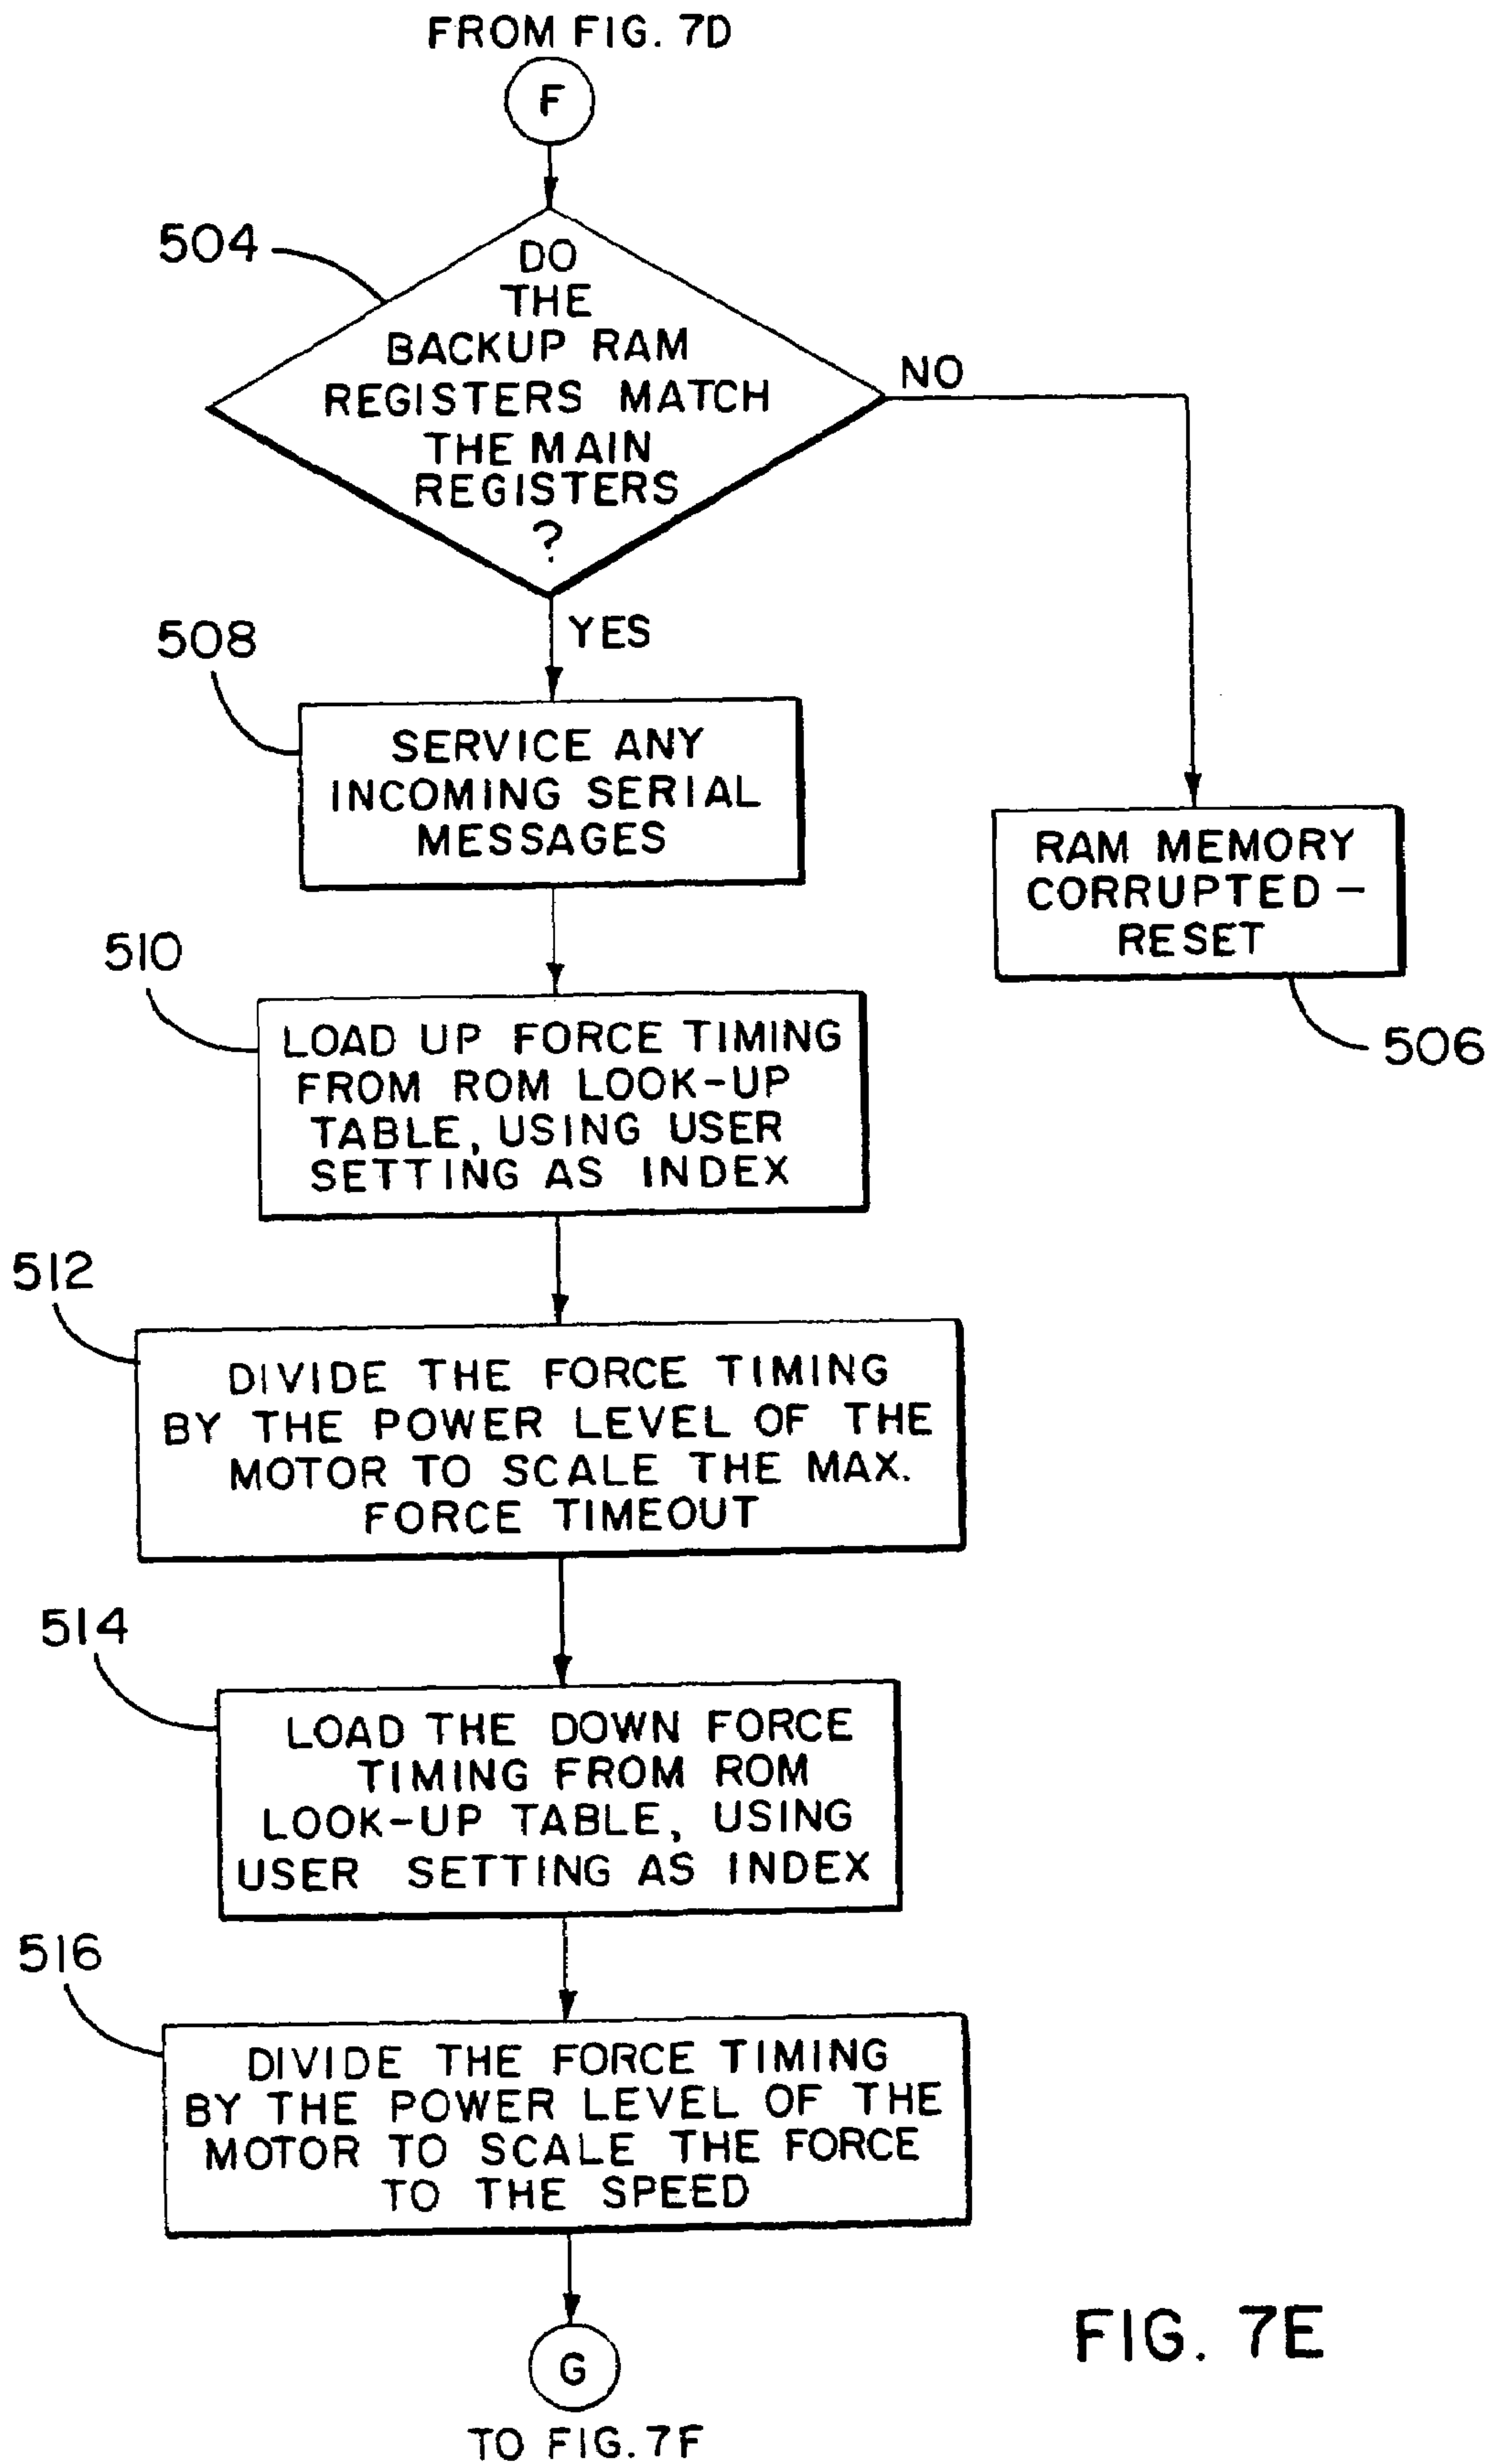 FROM FIG. 7D
F
504
DO
THE
BACKUP RAM
REGISTERS MATCH
THE MAIN
REGISTERS
?
NO
YES
508
SERVICE ANY
INCOMING SERIAL
MESSAGES
RAM MEMORY
CORRUPTED –
RESET
506
510
LOAD UP FORCE TIMING
FROM ROM LOOK-UP
TABLE, USING USER
SETTING AS INDEX
512
DIVIDE THE FORCE TIMING
BY THE POWER LEVEL OF THE
MOTOR TO SCALE THE MAX.
FORCE TIMEOUT
514
LOAD THE DOWN FORCE
TIMING FROM ROM
LOOK-UP TABLE, USING
USER SETTING AS INDEX
516
DIVIDE THE FORCE TIMING
BY THE POWER LEVEL OF THE
MOTOR TO SCALE THE FORCE
TO THE SPEED
G
TO FIG. 7F
FIG. 7E